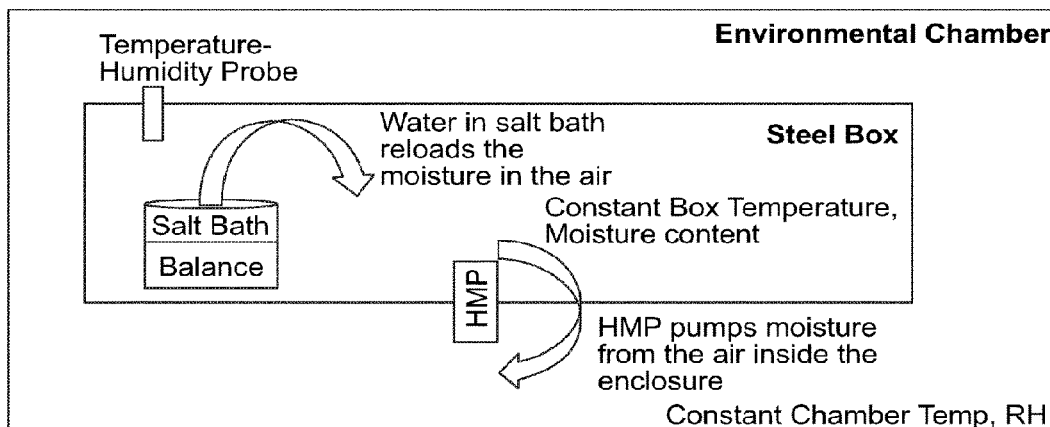 Environmental Chamber
Temperature-
Humidity Probe
Steel Box
Water in salt bath
reloads the
moisture in the air
Salt Bath
Balance
Constant Box Temperature,
Moisture content
HMP
HMP pumps moisture
from the air inside the
enclosure
Constant Chamber Temp, RH